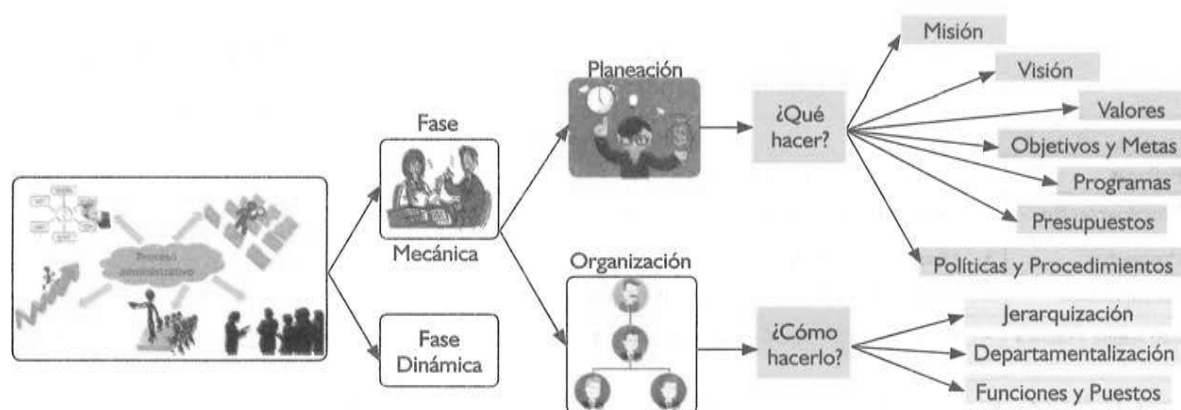 Proceso
administrativo
Fase
Mecánica
Fase
Dinámica
Planeación
¿Qué
hacer?
Misión
Visión
Valores
Objetivos y Metas
Programas
Presupuestos
Políticas y Procedimientos
Organización
¿Cómo
hacerlo?
Jerarquización
Departamentalización
Funciones y Puestos